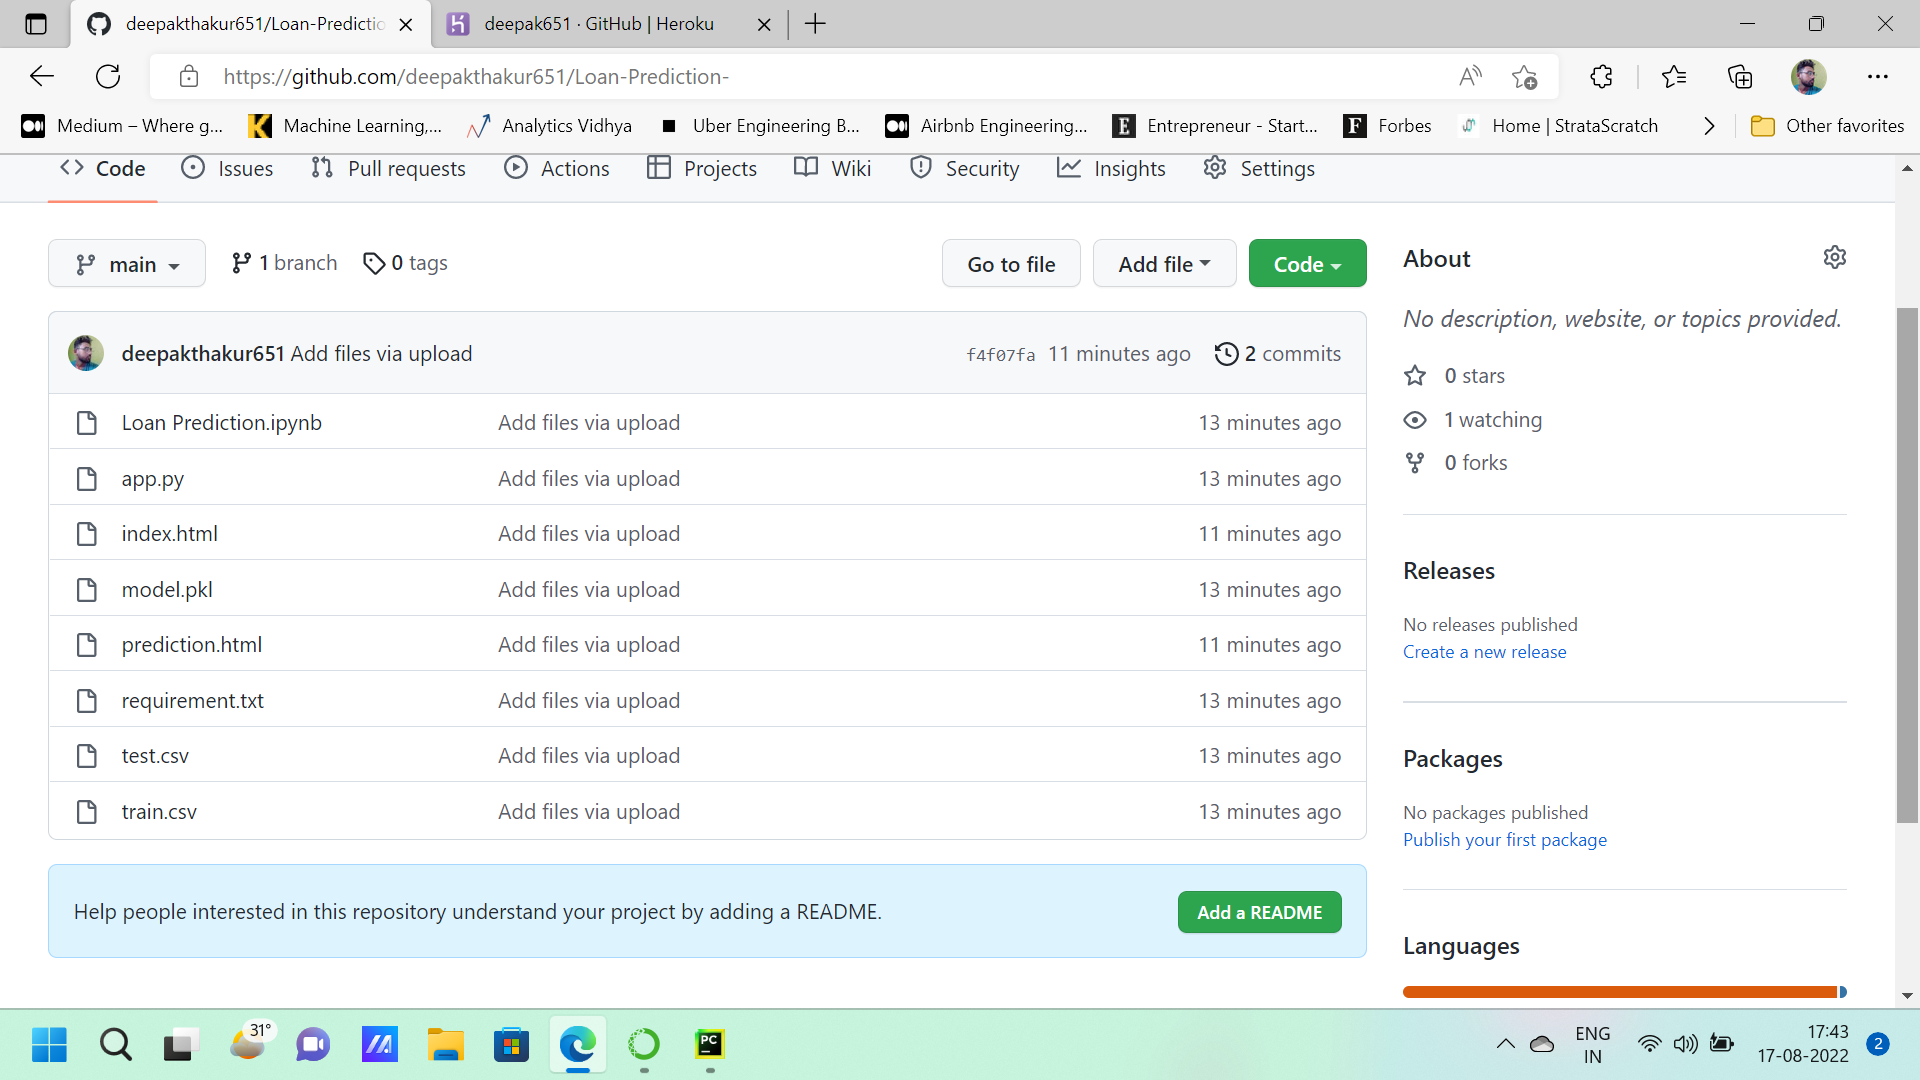 deepakthakur651/Loan-Predictio
deepak651 · GitHub | Heroku
https://github.com/deepakthakur651/Loan-Prediction-
Medium – Where g...
Machine Learning,...
Analytics Vidhya
Uber Engineering B...
Airbnb Engineering...
Entrepreneur - Start...
Forbes
Home | StrataScratch
Other favorites
Code
Issues
Pull requests
Actions
Projects
Wiki
Security
Insights
Settings
main
1 branch
0 tags
Go to file
Add file
Code
deepakthakur651 Add files via upload
f4f07fa 11 minutes ago
2 commits
Loan Prediction.ipynb Add files via upload 13 minutes ago
app.py Add files via upload 13 minutes ago
index.html Add files via upload 11 minutes ago
model.pkl Add files via upload 13 minutes ago
prediction.html Add files via upload 11 minutes ago
requirement.txt Add files via upload 13 minutes ago
test.csv Add files via upload 13 minutes ago
train.csv Add files via upload 13 minutes ago
Help people interested in this repository understand your project by adding a README.
Add a README
About
No description, website, or topics provided.
0 stars
1 watching
0 forks
Releases
No releases published
Create a new release
Packages
No packages published
Publish your first package
Languages
31°
PC
ENG
IN
17:43
17-08-2022
2